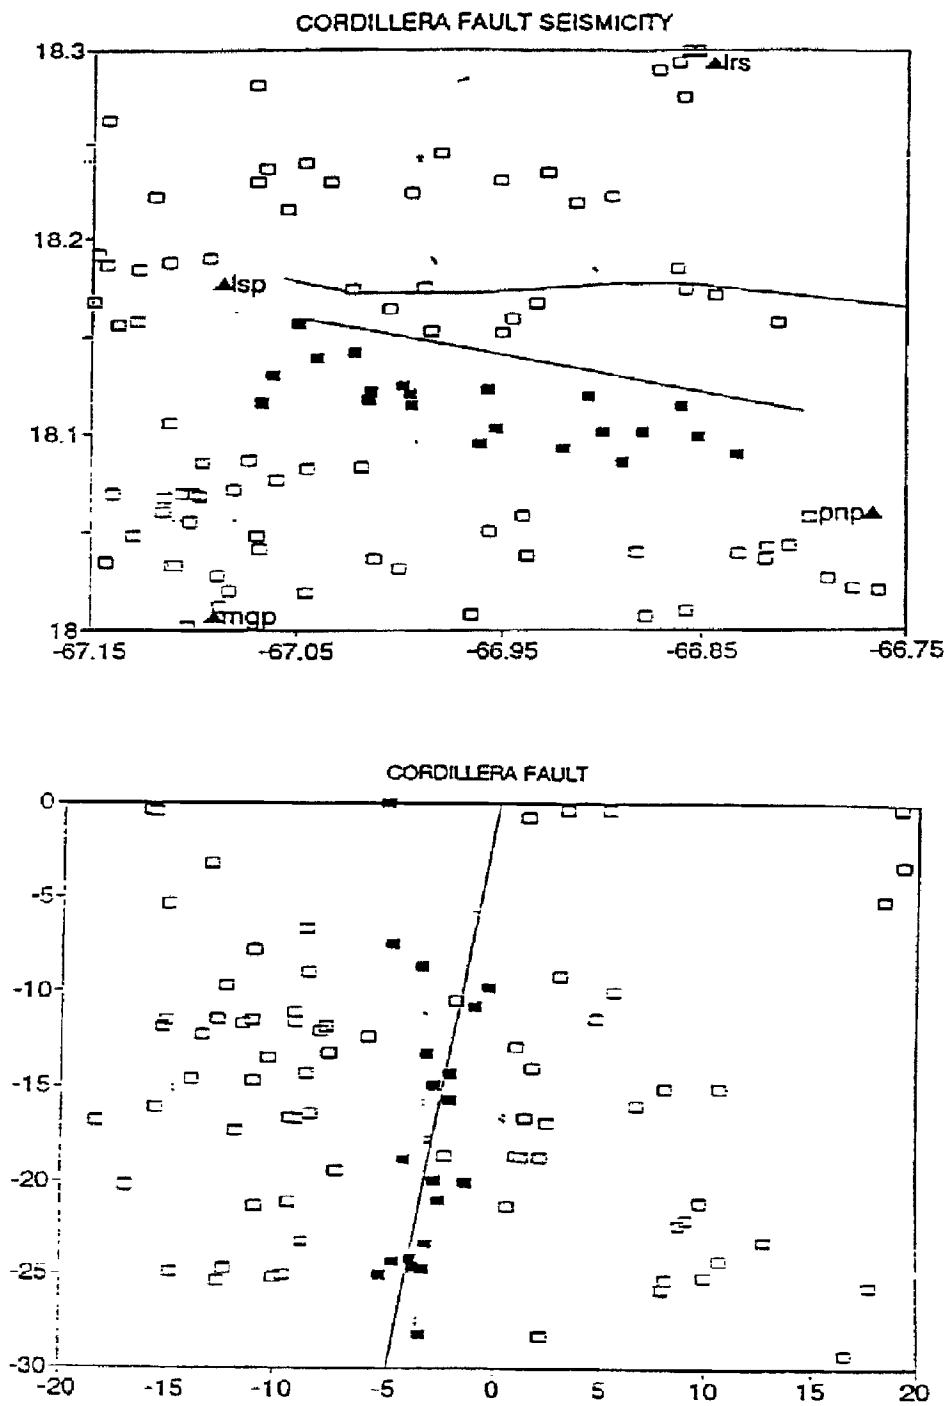 CORDILLERA FAULT SEISMICITY
18.3
lrs
18.2
lsp
18.1
pnp
mgp
18
-67.15 -67.05 -66.95 -66.85 -66.75
CORDILLERA FAULT
0
-5
-10
-15
-20
-25
-30
-20 -15 -10 -5 0 5 10 15 20